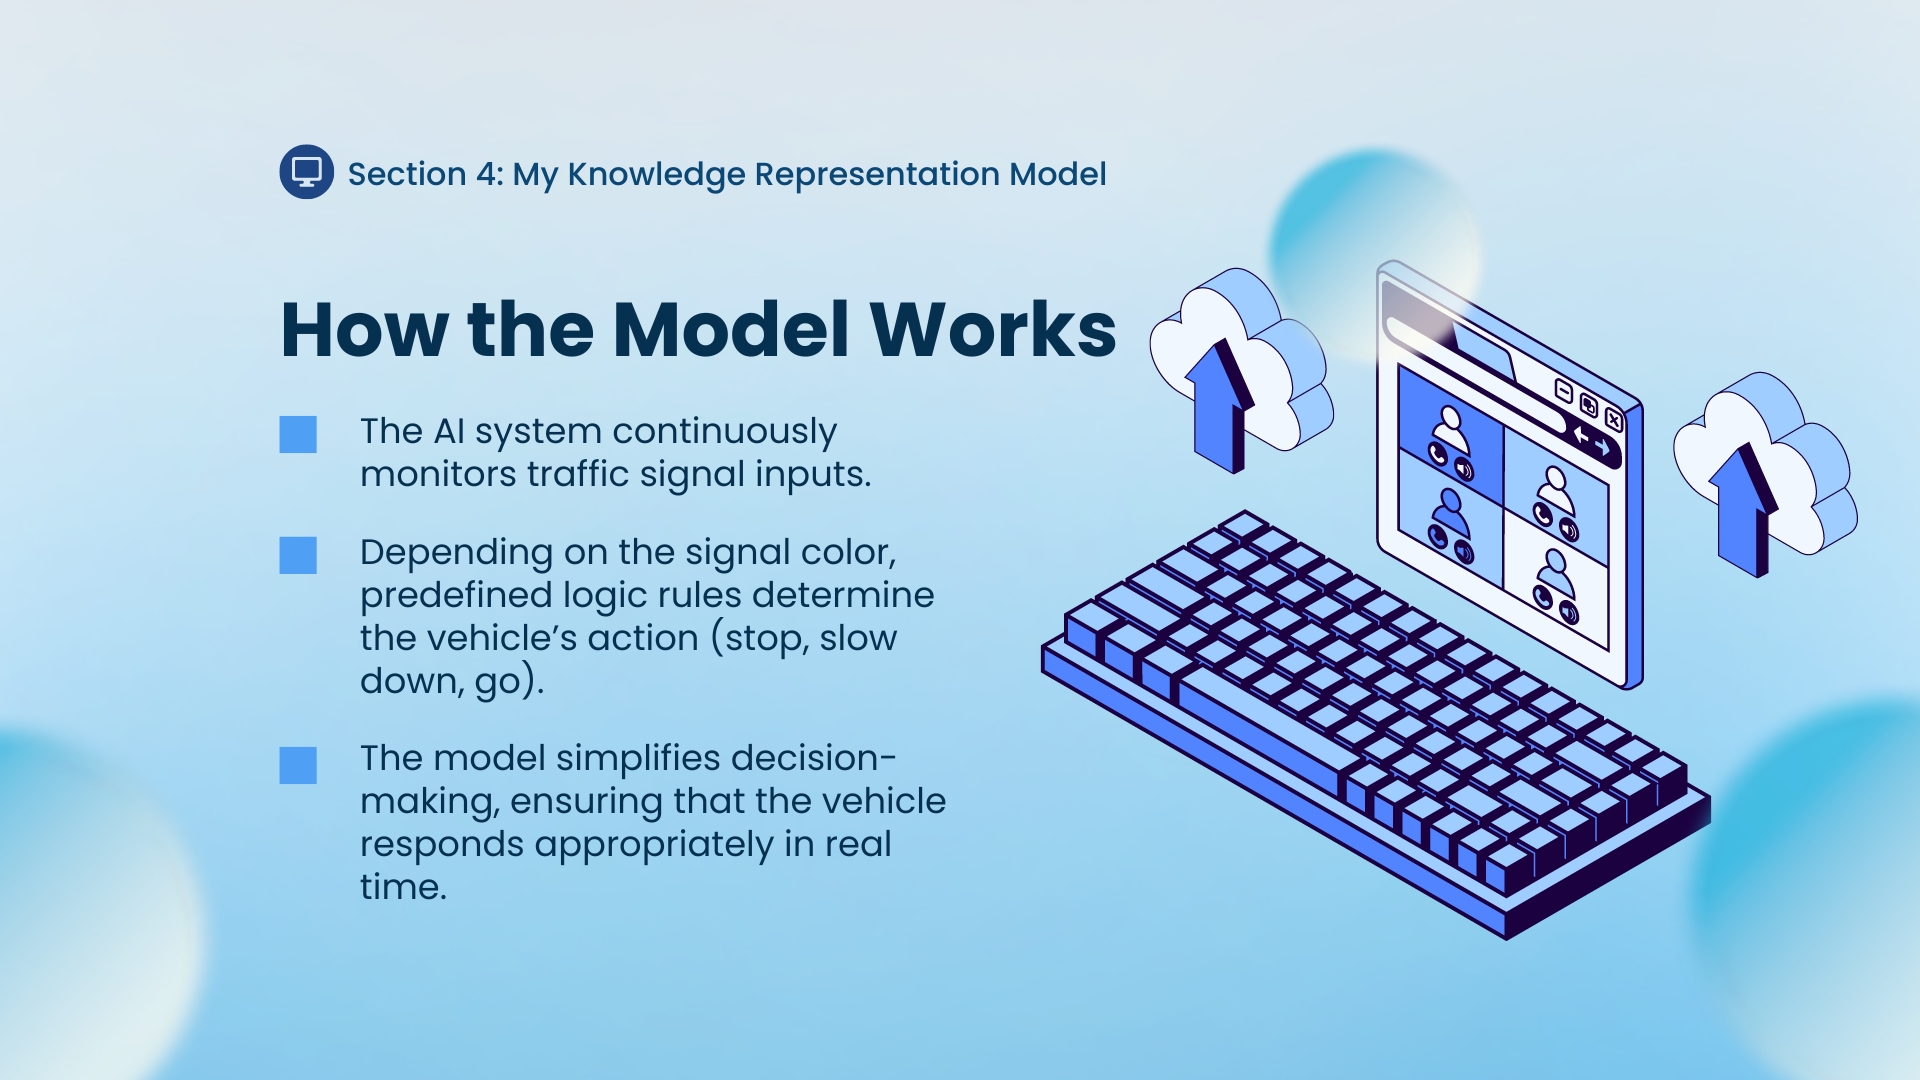 Section 4: My Knowledge Representation Model
How the Model Works
The AI system continuously
monitors traffic signal inputs.
Depending on the signal color,
predefined logic rules determine
the vehicle’s action (stop, slow
down, go).
The model simplifies decision-
making, ensuring that the vehicle
responds appropriately in real
time.